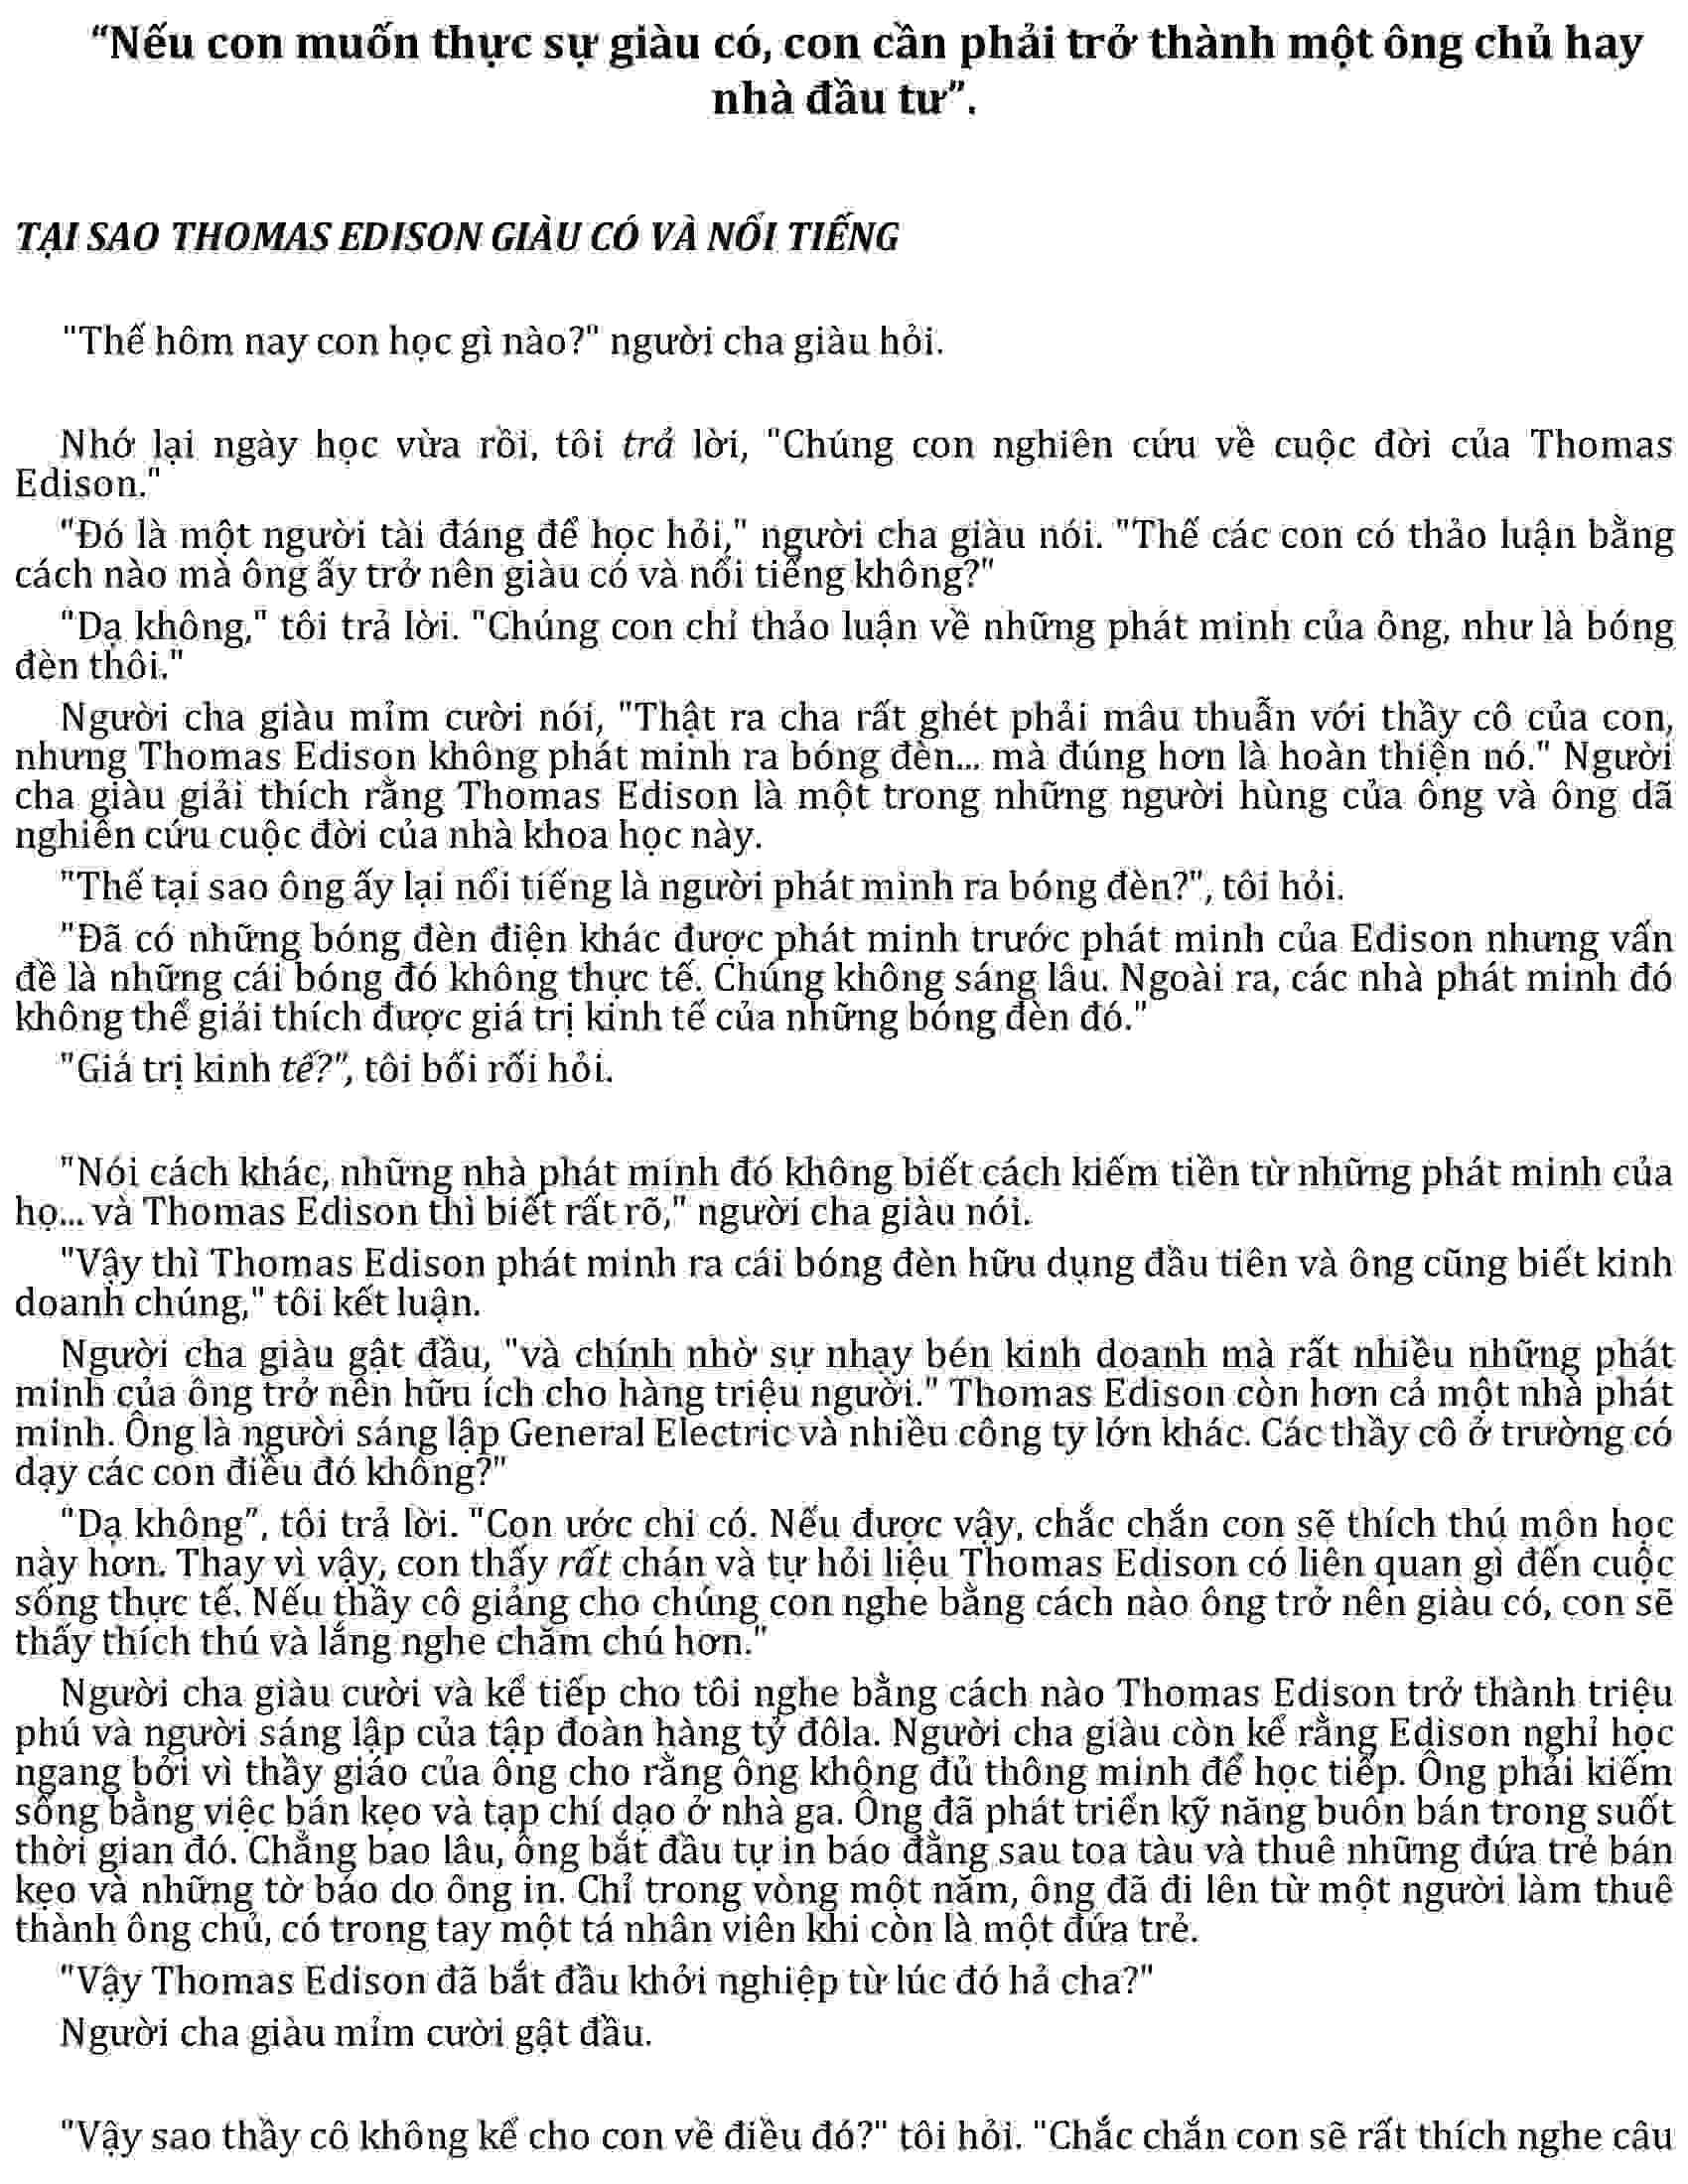 “Nếu con muốn thực sự giàu có, con cần phải trở thành một ông chủ hay
nhà đầu tư”.
TẠI SAO THOMAS EDISON GIÀU CÓ VÀ NỔI TIẾNG
"Thế hôm nay con học gì nào?" người cha giàu hỏi.
Nhớ lại ngày học vừa rồi, tôi trả lời, "Chúng con nghiên cứu về cuộc đời của Thomas
Edison."
"Đó là một người tài đáng để học hỏi," người cha giàu nói. "Thế các con có thảo luận bằng
cách nào mà ông ấy trở nên giàu có và nổi tiếng không?"
"Dạ không," tôi trả lời. "Chúng con chỉ thảo luận về những phát minh của ông, như là bóng
đèn thôi."
Người cha giàu mỉm cười nói, "Thật ra cha rất ghét phải mâu thuẫn với thầy cô của con,
nhưng Thomas Edison không phát minh ra bóng đèn... mà đúng hơn là hoàn thiện nó." Người
cha giàu giải thích rằng Thomas Edison là một trong những người hùng của ông và ông dã
nghiên cứu cuộc đời của nhà khoa học này.
"Thế tại sao ông ấy lại nổi tiếng là người phát minh ra bóng đèn?", tôi hỏi.
"Đã có những bóng đèn điện khác được phát minh trước phát minh của Edison nhưng vấn
đề là những cái bóng đó không thực tế. Chúng không sáng lâu. Ngoài ra, các nhà phát minh đó
không thể giải thích được giá trị kinh tế của những bóng đèn đó."
"Giá trị kinh tế?", tôi bối rối hỏi.
"Nói cách khác, những nhà phát minh đó không biết cách kiếm tiền từ những phát minh của
họ... và Thomas Edison thì biết rất rõ," người cha giàu nói.
"Vậy thì Thomas Edison phát minh ra cái bóng đèn hữu dụng đầu tiên và ông cũng biết kinh
doanh chúng," tôi kết luận.
Người cha giàu gật đầu, "và chính nhờ sự nhạy bén kinh doanh mà rất nhiều những phát
minh của ông trở nên hữu ích cho hàng triệu người." Thomas Edison còn hơn cả một nhà phát
minh. Ông là người sáng lập General Electric và nhiều công ty lớn khác. Các thầy cô ở trường có
dạy các con điều đó không?"
"Dạ không”, tôi trả lời. "Con ước chi có. Nếu được vậy, chắc chắn con sẽ thích thú môn học
này hơn. Thay vì vậy, con thấy rất chán và tự hỏi liệu Thomas Edison có liên quan gì đến cuộc
sống thực tế. Nếu thầy cô giảng cho chúng con nghe bằng cách nào ông trở nên giàu có, con sẽ
thấy thích thú và lắng nghe chăm chú hơn."
Người cha giàu cười và kể tiếp cho tôi nghe bằng cách nào Thomas Edison trở thành triệu
phú và người sáng lập của tập đoàn hàng tỷ đôla. Người cha giàu còn kể rằng Edison nghỉ học
ngang bởi vì thầy giáo của ông cho rằng ông không đủ thông minh để học tiếp. Ông phải kiếm
sống bằng việc bán kẹo và tạp chí dạo ở nhà ga. Ông đã phát triển kỹ năng buôn bán trong suốt
thời gian đó. Chẳng bao lâu, ông bắt đầu tự in báo đằng sau toa tàu và thuê những đứa trẻ bán
kẹo và những tờ báo do ông in. Chỉ trong vòng một năm, ông đã đi lên từ một người làm thuê
thành ông chủ, có trong tay một tá nhân viên khi còn là một đứa trẻ.
"Vậy Thomas Edison đã bắt đầu khởi nghiệp từ lúc đó hả cha?"
Người cha giàu mỉm cười gật đầu.
"Vậy sao thầy cô không kể cho con về điều đó?" tôi hỏi. "Chắc chắn con sẽ rất thích nghe câu